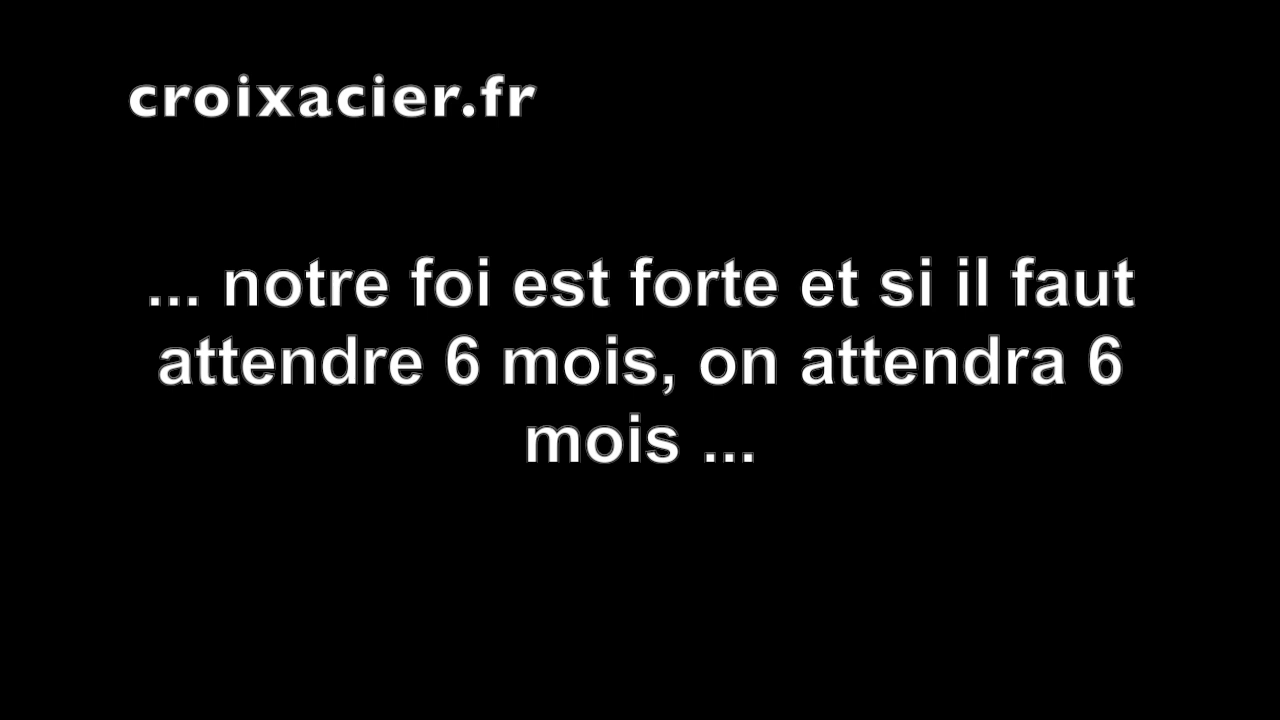 croixacier.fr
... notre foi est forte et si il faut
attendre 6 mois, on attendra 6
mois ...